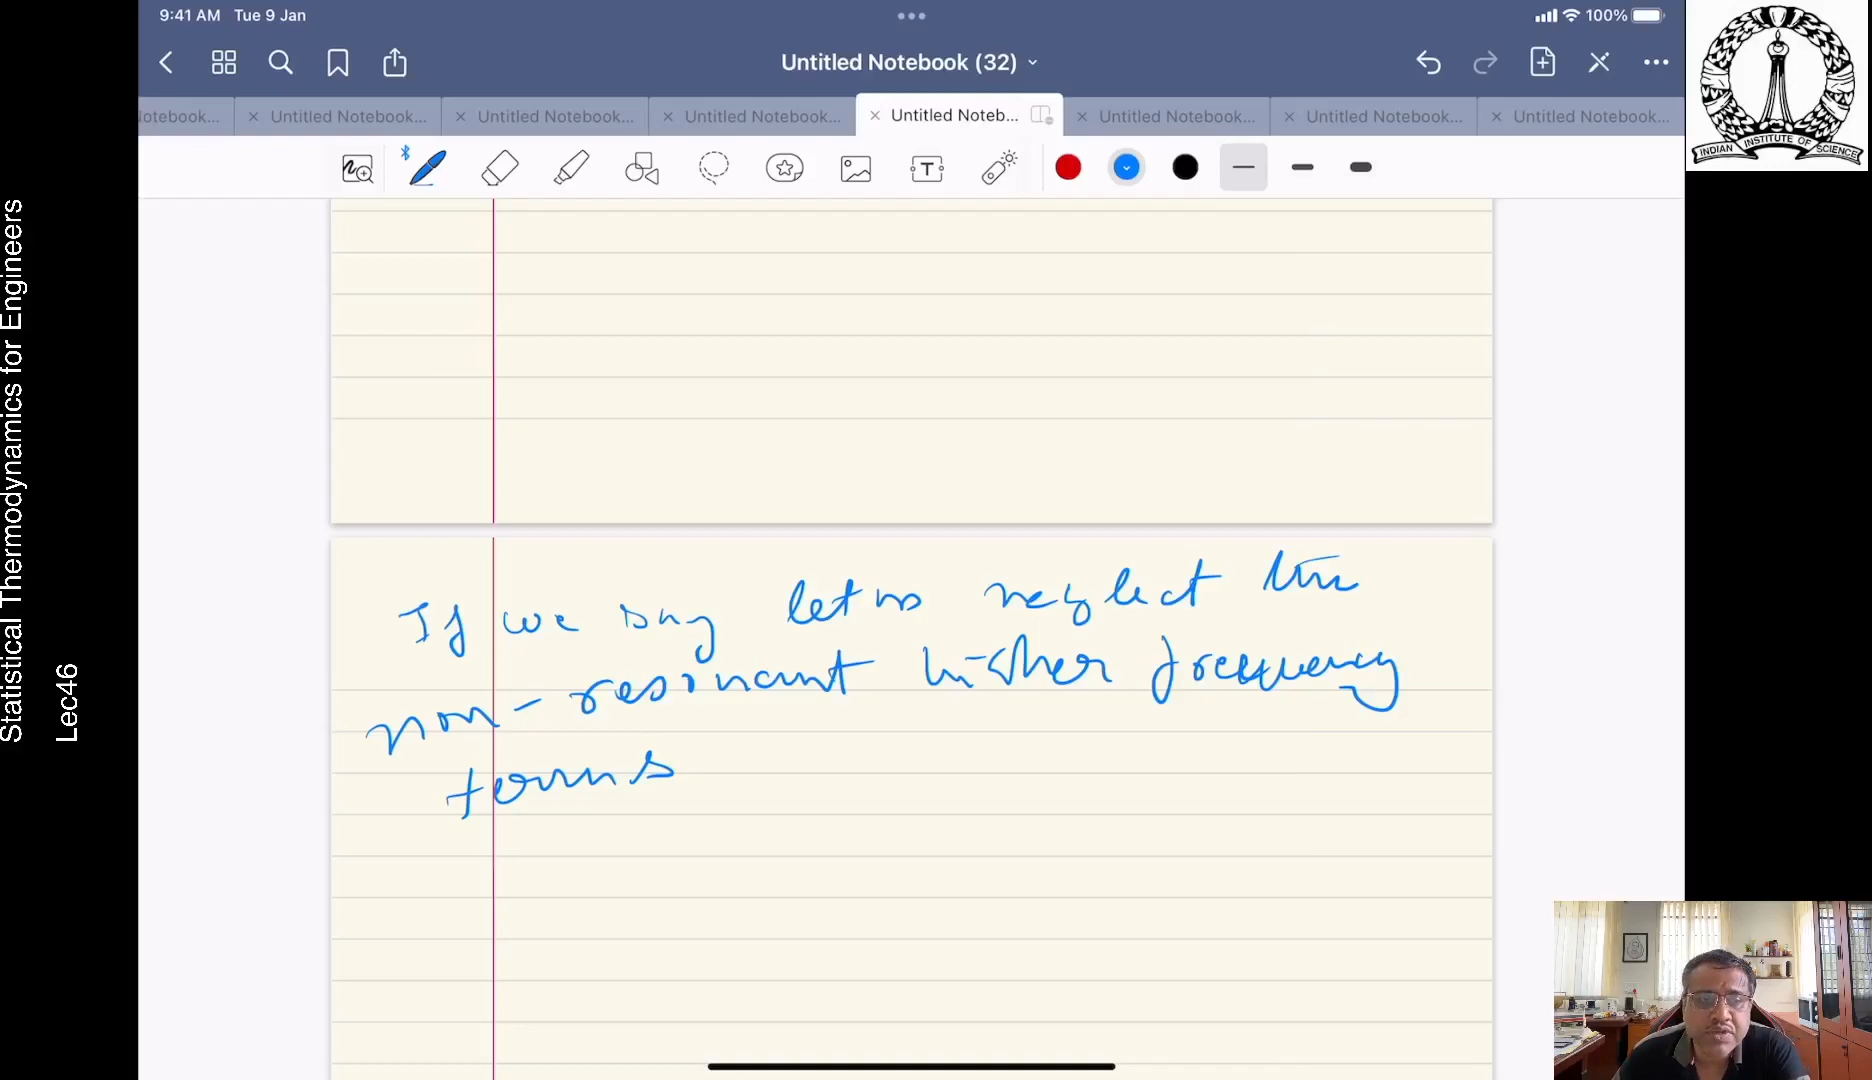 9:41 AM Tue 9 Jan
100%
Untitled Notebook (32)
otebook...
Untitled Notebook...
Untitled Notebook...
Untitled Notebook...
Untitled Noteb...
Untitled Notebook...
Untitled Notebook...
Untitled Notebook...
T
INDIAN INSTITUTE OF SCIENCE
Statistical Thermodynamics for Engineers
Lec46
If we say let us neglect the
non-resonant higher frequency
terms